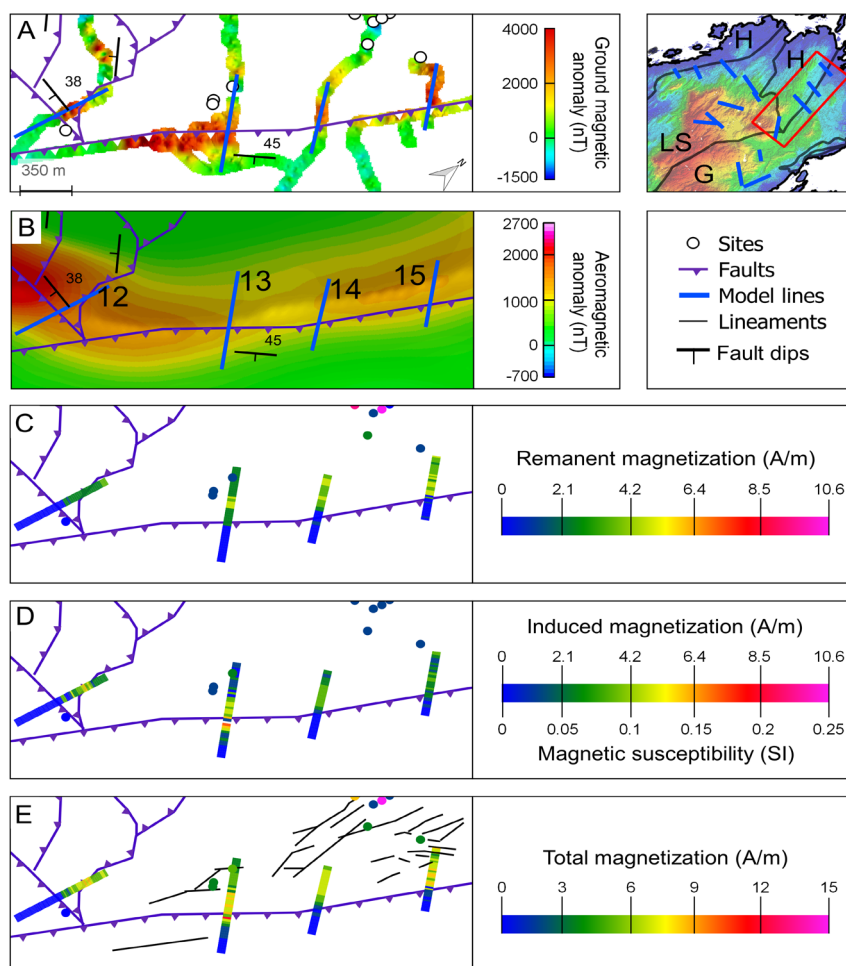 A
38
45
350 m
N
4000
2000
0
-1500
Ground magnetic
anomaly (nT)
H
H
LS
G
B
38
12
13
14
15
45
2700
2000
1000
0
-700
Aeromagnetic
anomaly (nT)
Sites
Faults
Model lines
Lineaments
Fault dips
C
Remanent magnetization (A/m)
0 2.1 4.2 6.4 8.5 10.6
D
Induced magnetization (A/m)
0 2.1 4.2 6.4 8.5 10.6
0 0.05 0.1 0.15 0.2 0.25
Magnetic susceptibility (SI)
E
Total magnetization (A/m)
0 3 6 9 12 15